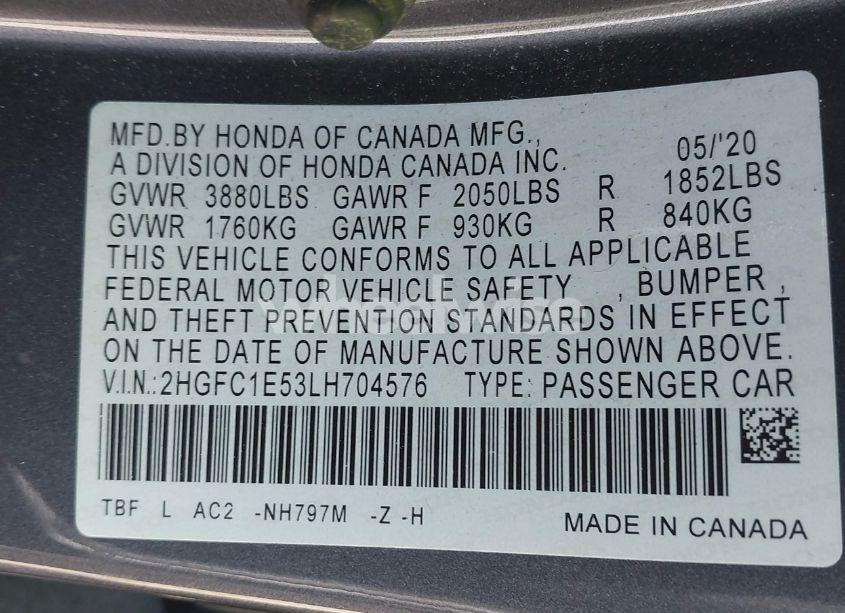 MFD.BY HONDA OF CANADA MFG.,
A DIVISION OF HONDA CANADA INC. 05/'20
GVWR 3880LBS GAWR F 2050LBS R 1852LBS
GVWR 1760KG GAWR F 930KG R 840KG
THIS VEHICLE CONFORMS TO ALL APPLICABLE
FEDERAL MOTOR VEHICLE SAFETY , BUMPER ,
AND THEFT PREVENTION STANDARDS IN EFFECT
ON THE DATE OF MANUFACTURE SHOWN ABOVE.
V.I.N.:2HGFC1E53LH704576 TYPE: PASSENGER CAR
TBF L AC2 -NH797M -Z -H MADE IN CANADA